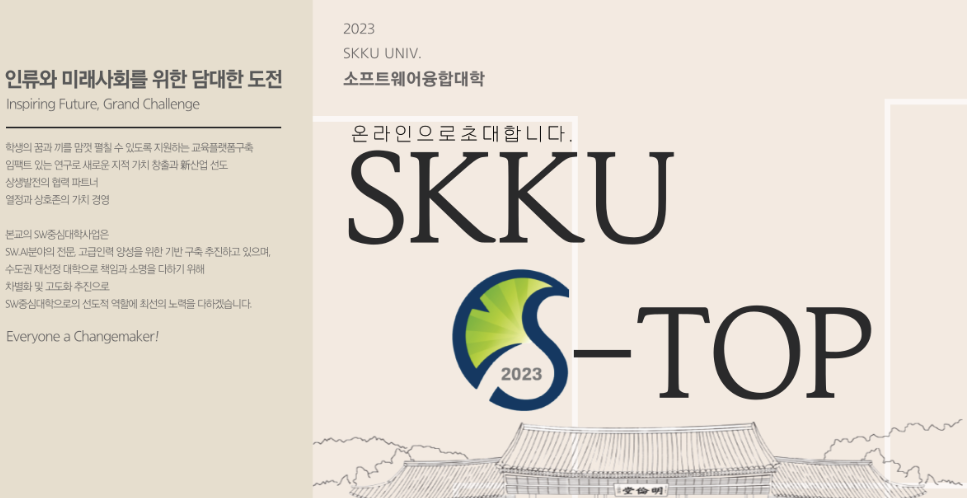 인류와 미래사회를 위한 담대한 도전
Inspiring Future, Grand Challenge
학생의 꿈과 끼를 맘껏 펼칠 수 있도록 지원하는 교육플랫폼구축
임팩트 있는 연구로 새로운 지적 가치 창출과 新산업 선도
상생발전의 협력 파트너
열정과 상호존의 가치 경영
본교의 SW중심대학사업은
SW.AI분야의 전문, 고급인력 양성을 위한 기반 구축 추진하고 있으며,
수도권 재선정 대학으로 책임과 소명을 다하기 위해
차별화 및 고도화 추진으로
SW중심대학으로의 선도적 역할에 최선의 노력을 다하겠습니다.
Everyone a Changemaker!
2023
SKKU UNIV.
소프트웨어융합대학
온라인으로초대합니다.
SKKU
S-TOP
2023
堂倫明